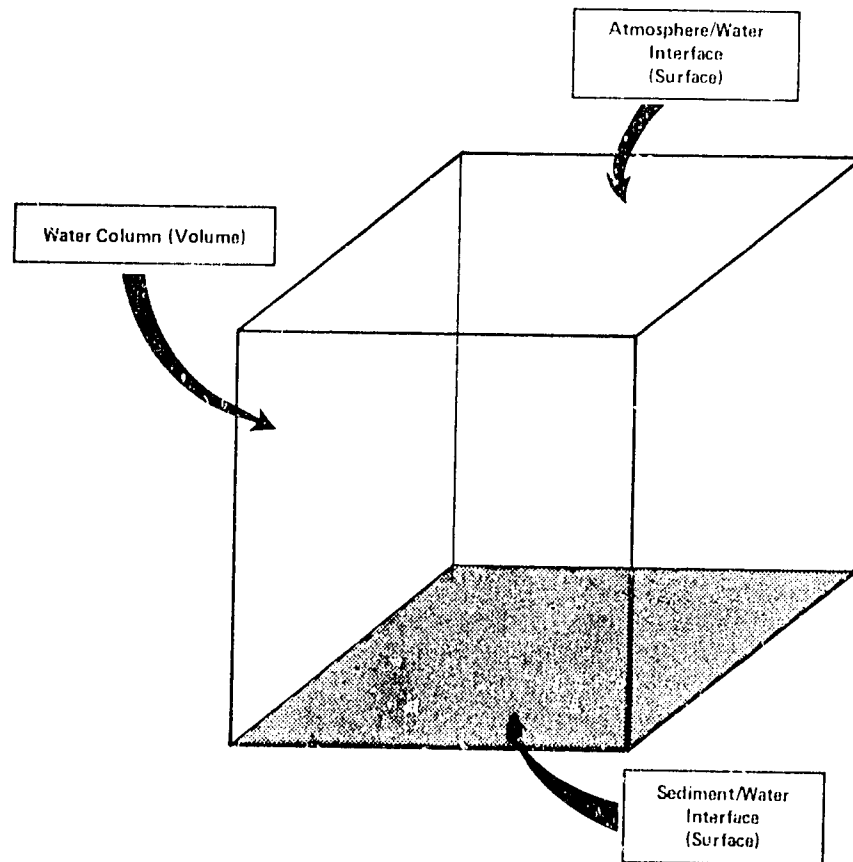 Atmosphere/Water
Interface
(Surface)
Water Column (Volume)
Sediment/Water
Interface
(Surface)